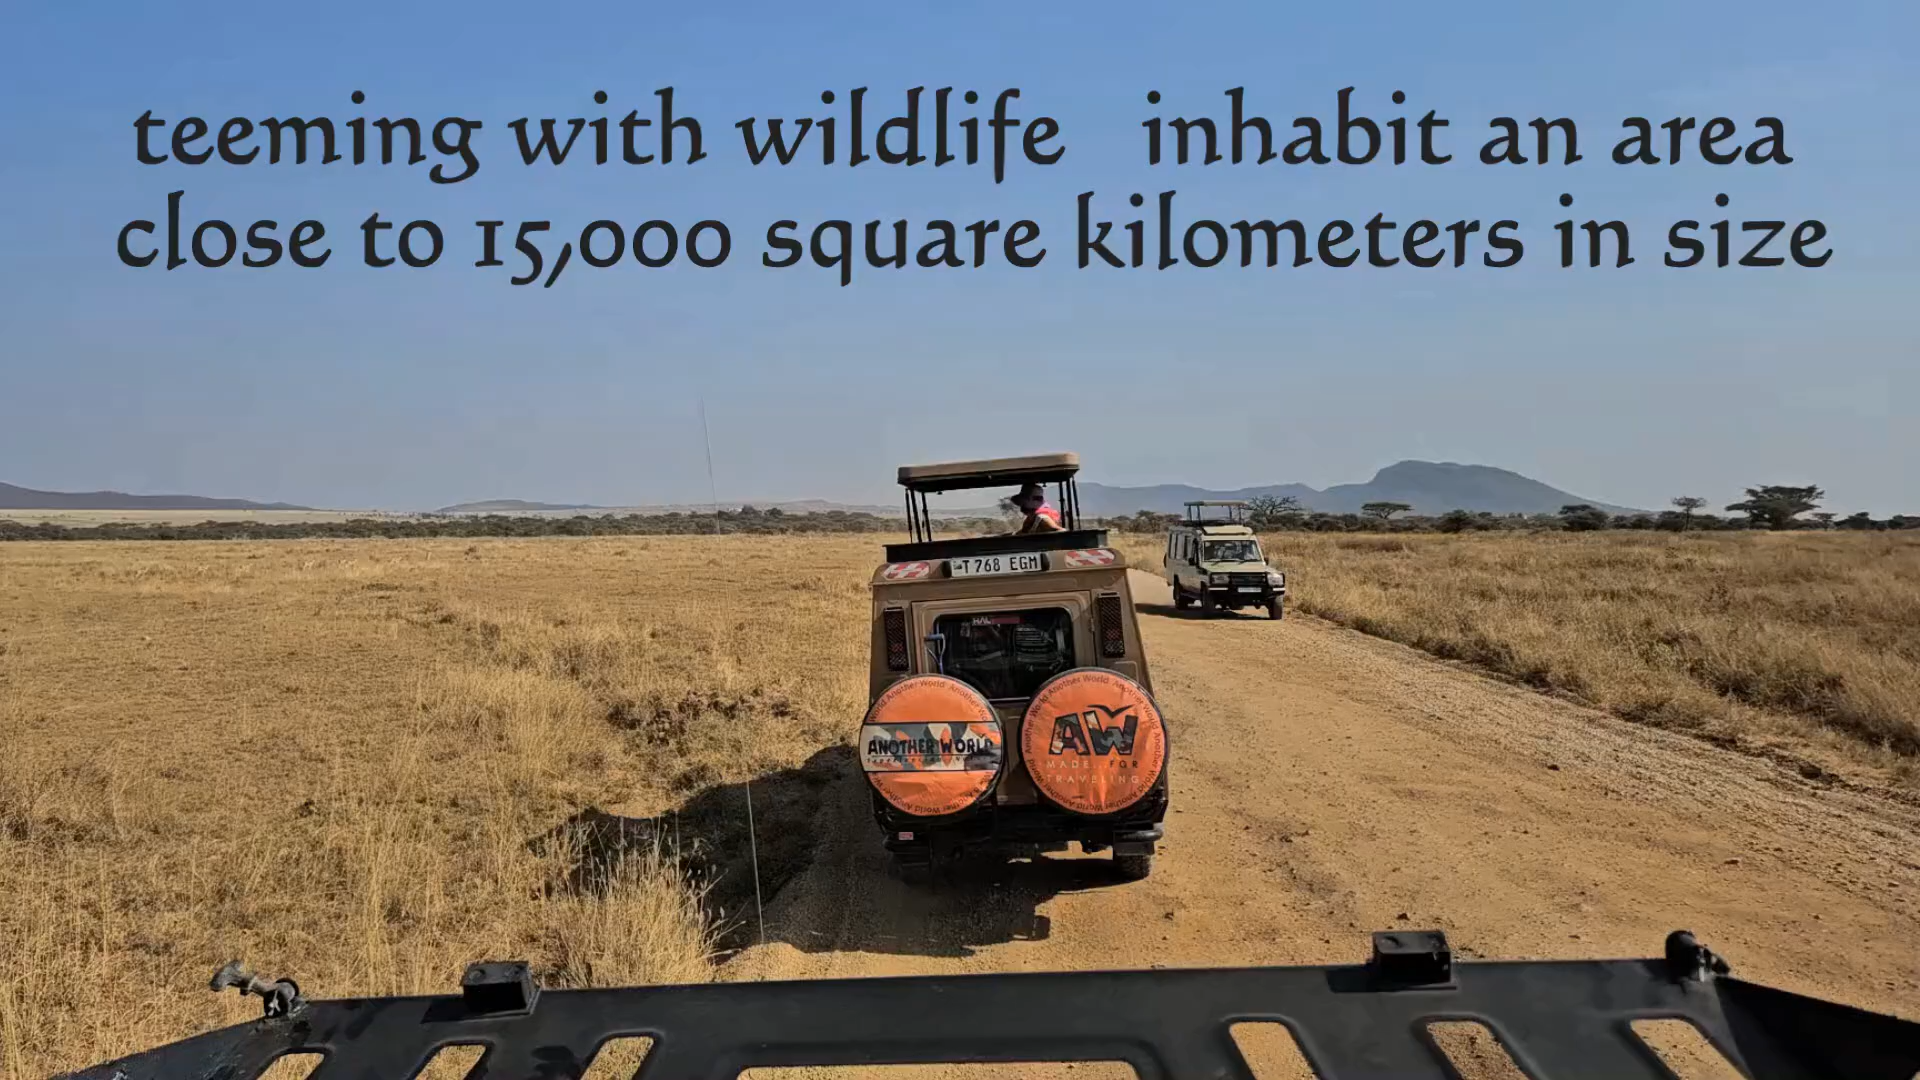 teeming with wildlife inhabit an area
close to 15,000 square kilometers in size
T 768 EGM
ANOTHER WORLD
AW
MADE...FOR
TRAVELING